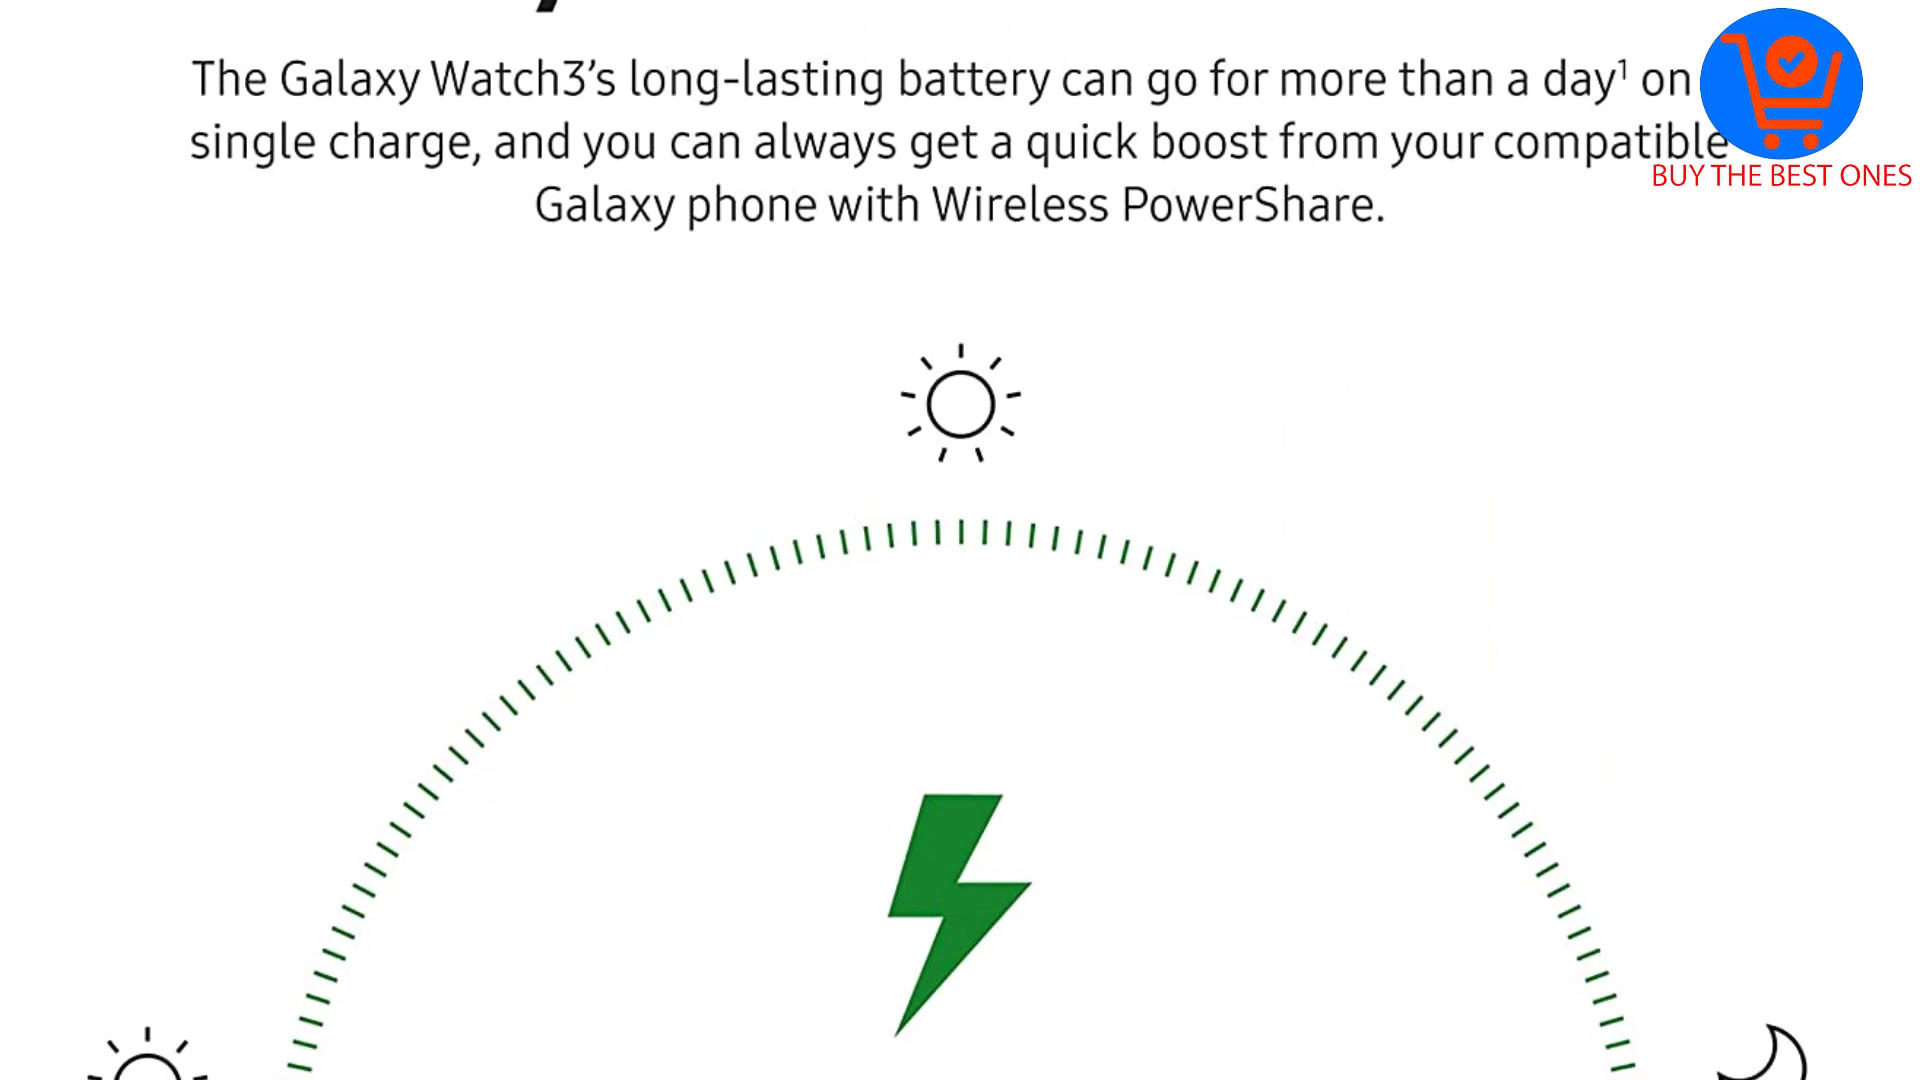 The Galaxy Watch3’s long-lasting battery can go for more than a day¹ on
single charge, and you can always get a quick boost from your compatible
Galaxy phone with Wireless PowerShare.
BUY THE BEST ONES